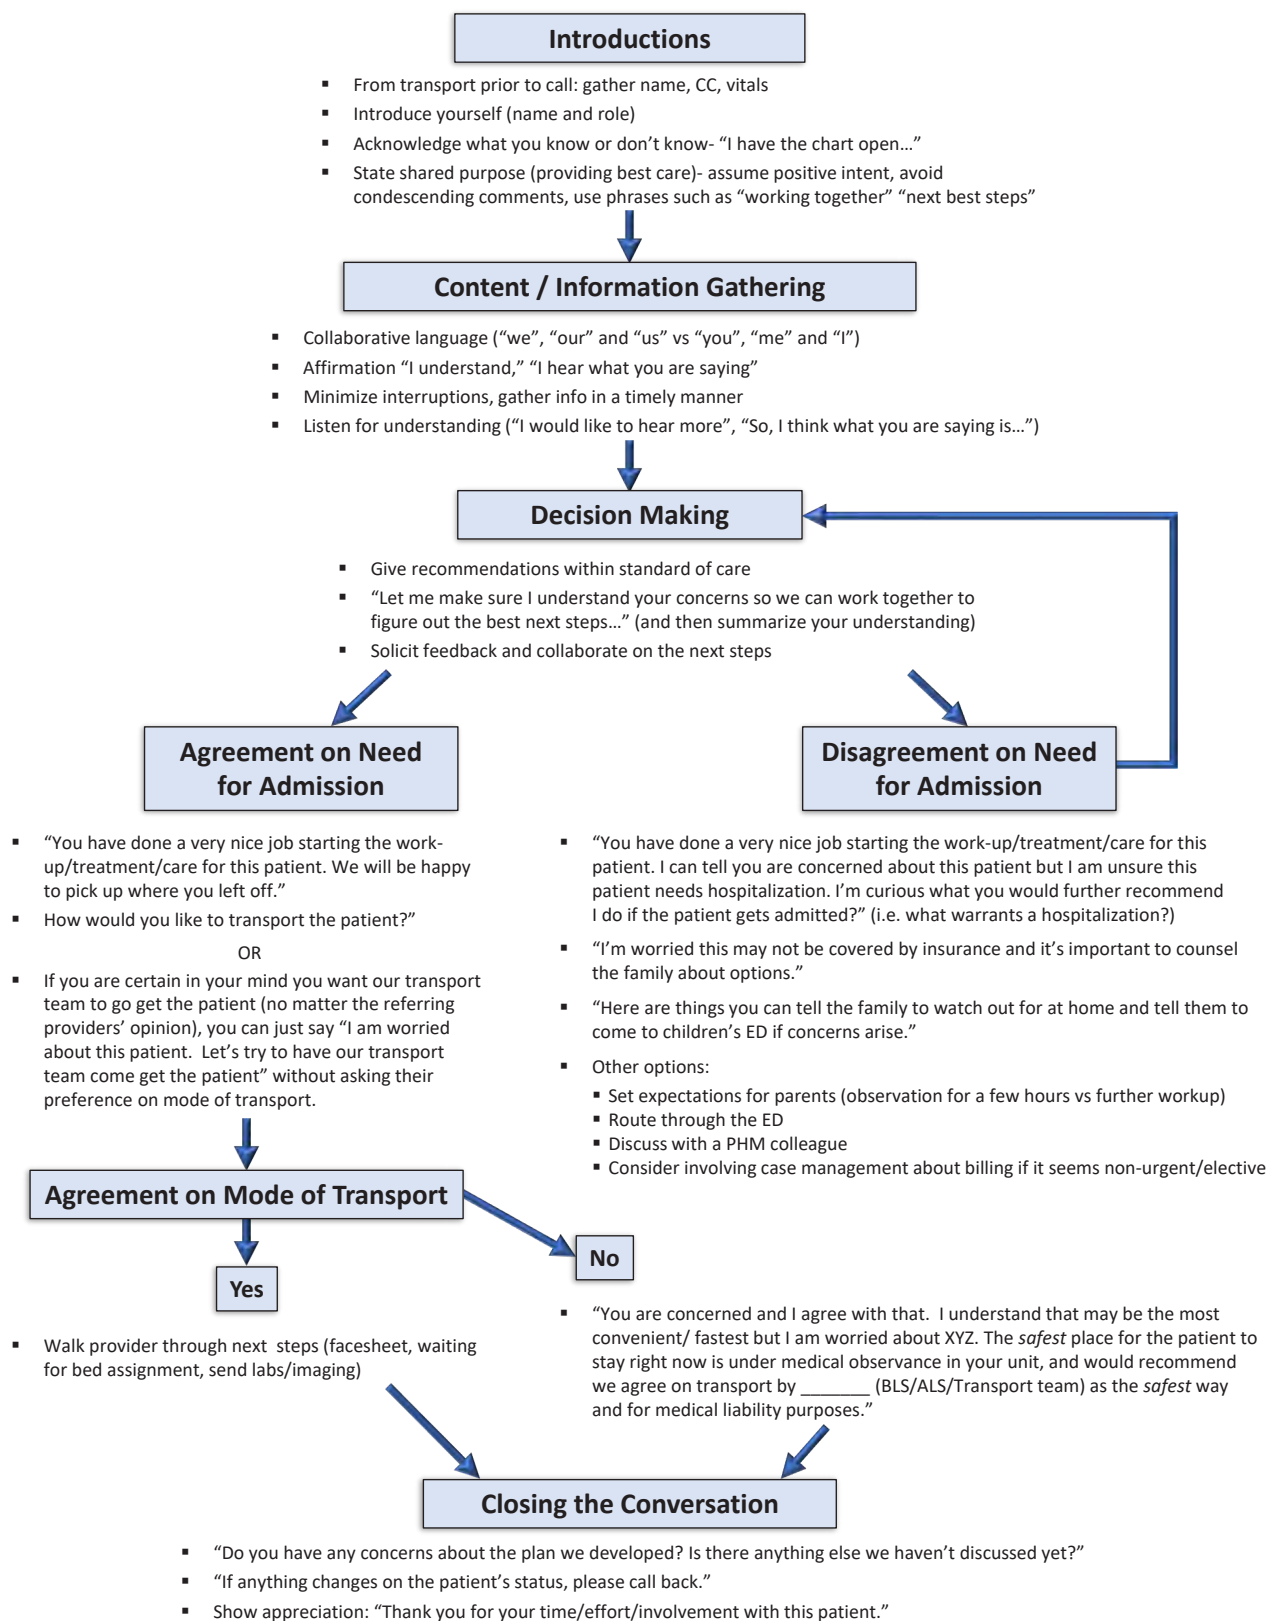 Introductions
▪ From transport prior to call: gather name, CC, vitals
▪ Introduce yourself (name and role)
▪ Acknowledge what you know or don’t know- “I have the chart open…”
▪ State shared purpose (providing best care)- assume positive intent, avoid
condescending comments, use phrases such as “working together” “next best steps”
Content / Information Gathering
▪ Collaborative language (“we”, “our” and “us” vs “you”, “me” and “I”)
▪ Affirmation “I understand,” “I hear what you are saying”
▪ Minimize interruptions, gather info in a timely manner
▪ Listen for understanding (“I would like to hear more”, “So, I think what you are saying is…”)
Decision Making
▪ Give recommendations within standard of care
▪ “Let me make sure I understand your concerns so we can work together to
figure out the best next steps…” (and then summarize your understanding)
▪ Solicit feedback and collaborate on the next steps
Agreement on Need
for Admission
▪ “You have done a very nice job starting the work-
up/treatment/care for this patient. We will be happy
to pick up where you left off.”
▪ How would you like to transport the patient?”
OR
▪ If you are certain in your mind you want our transport
team to go get the patient (no matter the referring
providers’ opinion), you can just say “I am worried
about this patient.  Let’s try to have our transport
team come get the patient” without asking their
preference on mode of transport.
Disagreement on Need
for Admission
▪ “You have done a very nice job starting the work-up/treatment/care for this
patient. I can tell you are concerned about this patient but I am unsure this
patient needs hospitalization. I’m curious what you would further recommend
I do if the patient gets admitted?” (i.e. what warrants a hospitalization?)
▪ “I’m worried this may not be covered by insurance and it’s important to counsel
the family about options.”
▪ “Here are things you can tell the family to watch out for at home and tell them to
come to children’s ED if concerns arise.”
▪ Other options:
▪ Set expectations for parents (observation for a few hours vs further workup)
▪ Route through the ED
▪ Discuss with a PHM colleague
▪ Consider involving case management about billing if it seems non-urgent/elective
Agreement on Mode of Transport
Yes
▪ Walk provider through next  steps (facesheet, waiting
for bed assignment, send labs/imaging)
No
▪ “You are concerned and I agree with that.  I understand that may be the most
convenient/ fastest but I am worried about XYZ. The safest place for the patient to
stay right now is under medical observance in your unit, and would recommend
we agree on transport by _______ (BLS/ALS/Transport team) as the safest way
and for medical liability purposes.”
Closing the Conversation
▪ “Do you have any concerns about the plan we developed? Is there anything else we haven’t discussed yet?”
▪ “If anything changes on the patient’s status, please call back.”
▪ Show appreciation: “Thank you for your time/effort/involvement with this patient.”